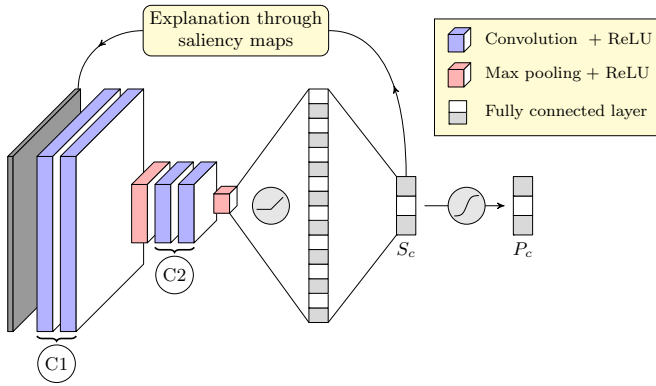 Explanation through
saliency maps
Convolution + ReLU
Max pooling + ReLU
Fully connected layer
C1
C2
S_c
P_c